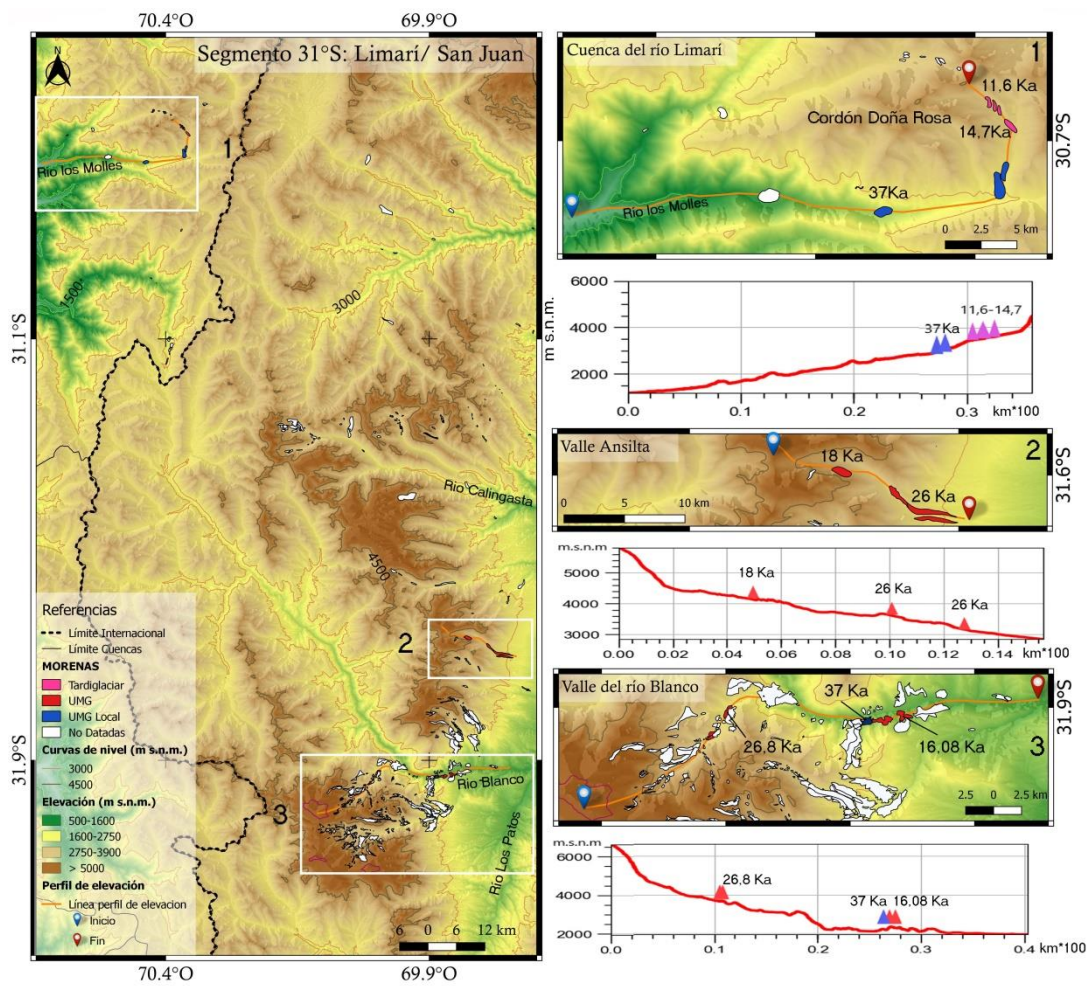 70.4°O
69.9°O
N
Segmento 31°S: Limarí/ San Juan
1
Río los Molles
1500
3000
31.1°S
Rio Calingasta
4500
2
31.9°S
3
Rio Blanco
Río Los Patos
Referencias
Límite Internacional
Límite Cuencas
MORENAS
Tardiglaciar
UMG
UMG Local
No Datadas
Curvas de nivel (m s.n.m.)
3000
4500
Elevación (m s.n.m.)
500-1600
1600-2750
2750-3900
> 5000
Perfil de elevación
Línea perfil de elevacion
Inicio
Fin
6 0 6 12 km
70.4°O
69.9°O
Cuenca del río Limarí
1
11.6 Ka
Cordón Doña Rosa
14.7Ka
30.7°S
~ 37Ka
Río los Molles
0 2.5 5 km
m s.n.m.
6000
4000
2000
37Ka
11,6-14,7
0.0 0.1 0.2 0.3 km*100
Valle Ansilta
2
18 Ka
26 Ka
31.6°S
0 5 10 km
m.s.n.m
5000
4000
3000
18 Ka
26 Ka
26 Ka
0.00 0.02 0.04 0.06 0.08 0.10 0.12 0.14 km*100
Valle del río Blanco
37 Ka
26.8 Ka
16,08 Ka
3
31.9°S
2.5 0 2.5 5 km
m.s.n.m.
6000
4000
2000
26,8 Ka
37 Ka 16.08 Ka
0.0 0.1 0.2 0.3 0.4 km*100